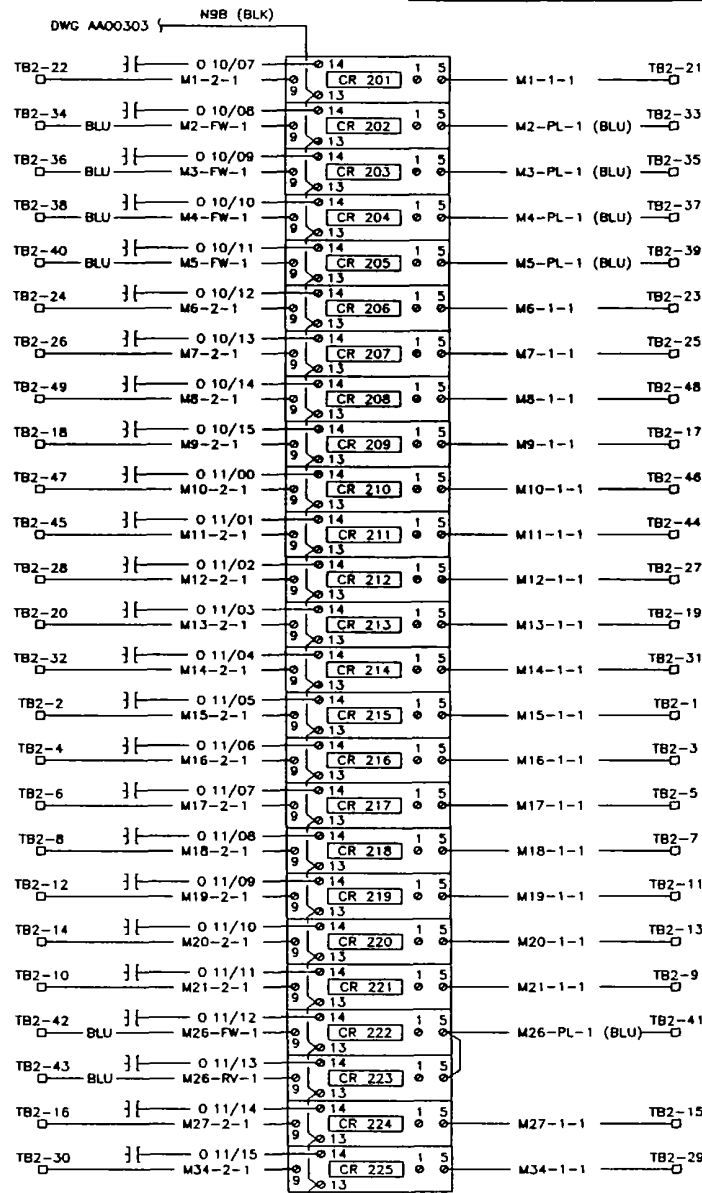 N9B (BLK)
DWG AA00303
TB2-22 O 10/07 14 1 5 TB2-21
M1-2-1 9 CR 201 M1-1-1
13
TB2-34 O 10/08 14 1 5 TB2-33
BLU M2-FW-1 9 CR 202 M2-PL-1 (BLU)
13
TB2-36 O 10/09 14 1 5 TB2-35
BLU M3-FW-1 9 CR 203 M3-PL-1 (BLU)
13
TB2-38 O 10/10 14 1 5 TB2-37
BLU M4-FW-1 9 CR 204 M4-PL-1 (BLU)
13
TB2-40 O 10/11 14 1 5 TB2-39
BLU M5-FW-1 9 CR 205 M5-PL-1 (BLU)
13
TB2-24 O 10/12 14 1 5 TB2-23
M6-2-1 9 CR 206 M6-1-1
13
TB2-26 O 10/13 14 1 5 TB2-25
M7-2-1 9 CR 207 M7-1-1
13
TB2-49 O 10/14 14 1 5 TB2-48
M8-2-1 9 CR 208 M8-1-1
13
TB2-18 O 10/15 14 1 5 TB2-17
M9-2-1 9 CR 209 M9-1-1
13
TB2-47 O 11/00 14 1 5 TB2-46
M10-2-1 9 CR 210 M10-1-1
13
TB2-45 O 11/01 14 1 5 TB2-44
M11-2-1 9 CR 211 M11-1-1
13
TB2-28 O 11/02 14 1 5 TB2-27
M12-2-1 9 CR 212 M12-1-1
13
TB2-20 O 11/03 14 1 5 TB2-19
M13-2-1 9 CR 213 M13-1-1
13
TB2-32 O 11/04 14 1 5 TB2-31
M14-2-1 9 CR 214 M14-1-1
13
TB2-2 O 11/05 14 1 5 TB2-1
M15-2-1 9 CR 215 M15-1-1
13
TB2-4 O 11/06 14 1 5 TB2-3
M16-2-1 9 CR 216 M16-1-1
13
TB2-6 O 11/07 14 1 5 TB2-5
M17-2-1 9 CR 217 M17-1-1
13
TB2-8 O 11/08 14 1 5 TB2-7
M18-2-1 9 CR 218 M18-1-1
13
TB2-12 O 11/09 14 1 5 TB2-11
M19-2-1 9 CR 219 M19-1-1
13
TB2-14 O 11/10 14 1 5 TB2-13
M20-2-1 9 CR 220 M20-1-1
13
TB2-10 O 11/11 14 1 5 TB2-9
M21-2-1 9 CR 221 M21-1-1
13
TB2-42 O 11/12 14 1 5 TB2-41
BLU M26-FW-1 9 CR 222 M26-PL-1 (BLU)
13
TB2-43 O 11/13 14 1 5
BLU M26-RV-1 9 CR 223
13
TB2-16 O 11/14 14 1 5 TB2-15
M27-2-1 9 CR 224 M27-1-1
13
TB2-30 O 11/15 14 1 5 TB2-29
M34-2-1 9 CR 225 M34-1-1
13